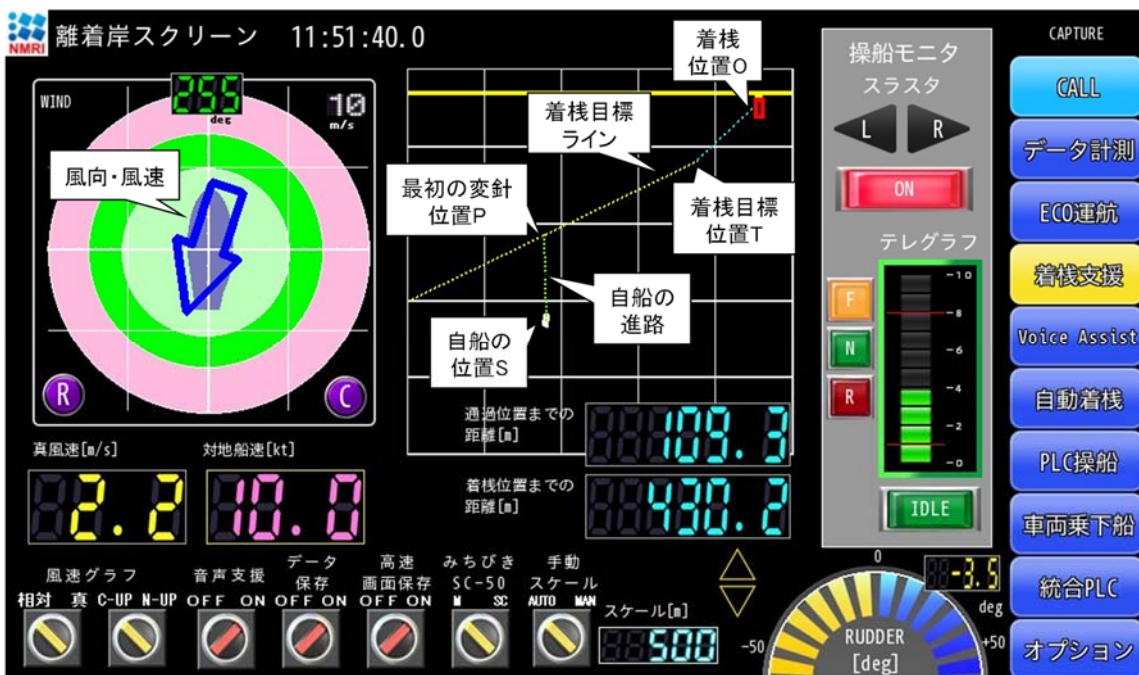 NMRI
離着岸スクリーン 11:51:40.0
WIND
255
deg
10
m/s
風向・風速
R
C
着桟
位置O
着桟目標
ライン
最初の変針
位置P
着桟目標
位置T
自船の
進路
自船の
位置S
通過位置までの
距離[m]
109.3
着桟位置までの
距離[m]
430.2
真風速[m/s]
2.2
対地船速[kt]
10.0
操船モニタ
スラスタ
L
R
ON
テレグラフ
F
N
R
-10
-8
-6
-4
-2
-0
IDLE
CAPTURE
CALL
データ計測
ECO運航
着桟支援
Voice Assist
自動着桟
PLC操船
車両乗下船
統合PLC
オプション
風速グラフ
相対 真 C-UP N-UP
音声支援
OFF ON
データ
保存
OFF ON
高速
画面保存
OFF ON
みちびき
SC-50
M SC
手動
スケール
AUTO MAN
スケール[m]
500
0
-3.5
deg
-50
+50
RUDDER
[deg]